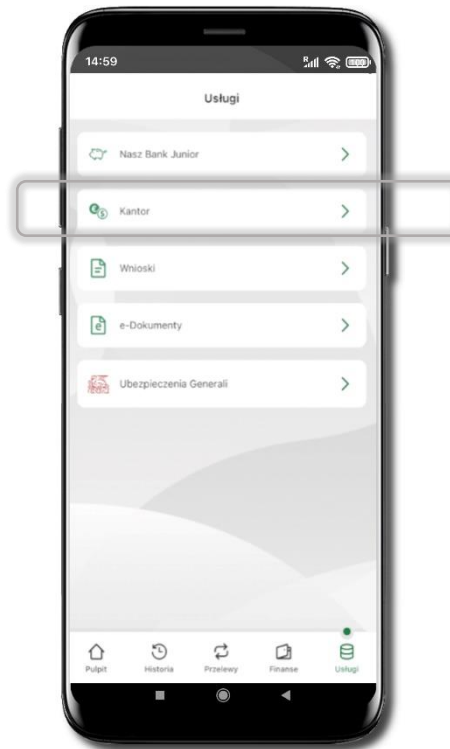 14:59
R
Usługi
Nasz Bank Junior
Kantor
Wnioski
e-Dokumenty
Ubezpieczenia Generali
Pulpit
Historia
Przelewy
Finanse
Usługi